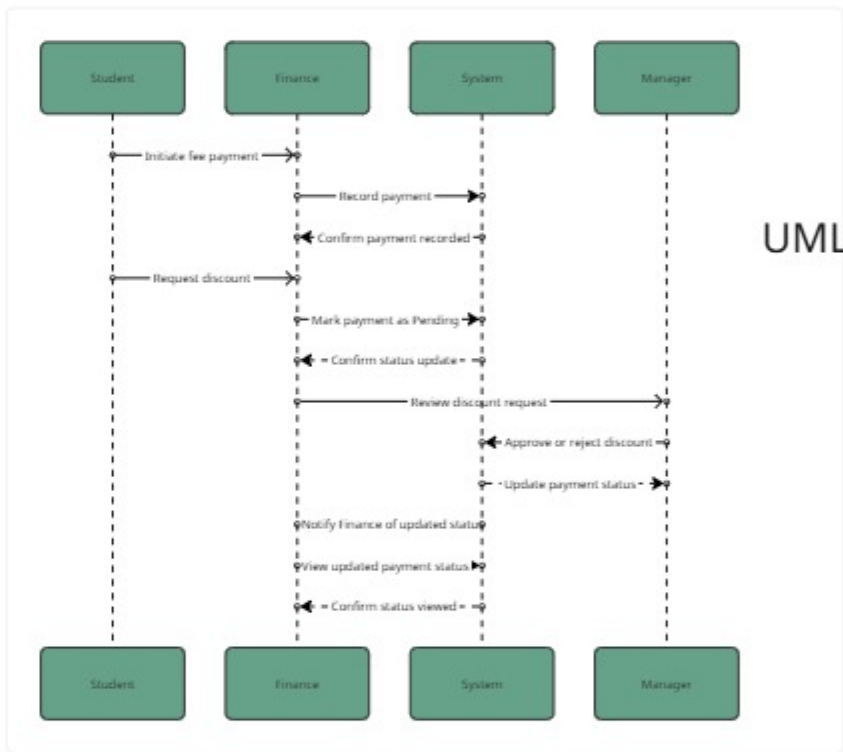 Student Finance System Manager
Initiate fee payment
Record payment
Confirm payment recorded
UML
Request discount
Mark payment as Pending
Confirm status update
Review discount request
Approve or reject discount
Update payment status
Notify Finance of updated statu
View updated payment status
Confirm status viewed
Student Finance System Manager